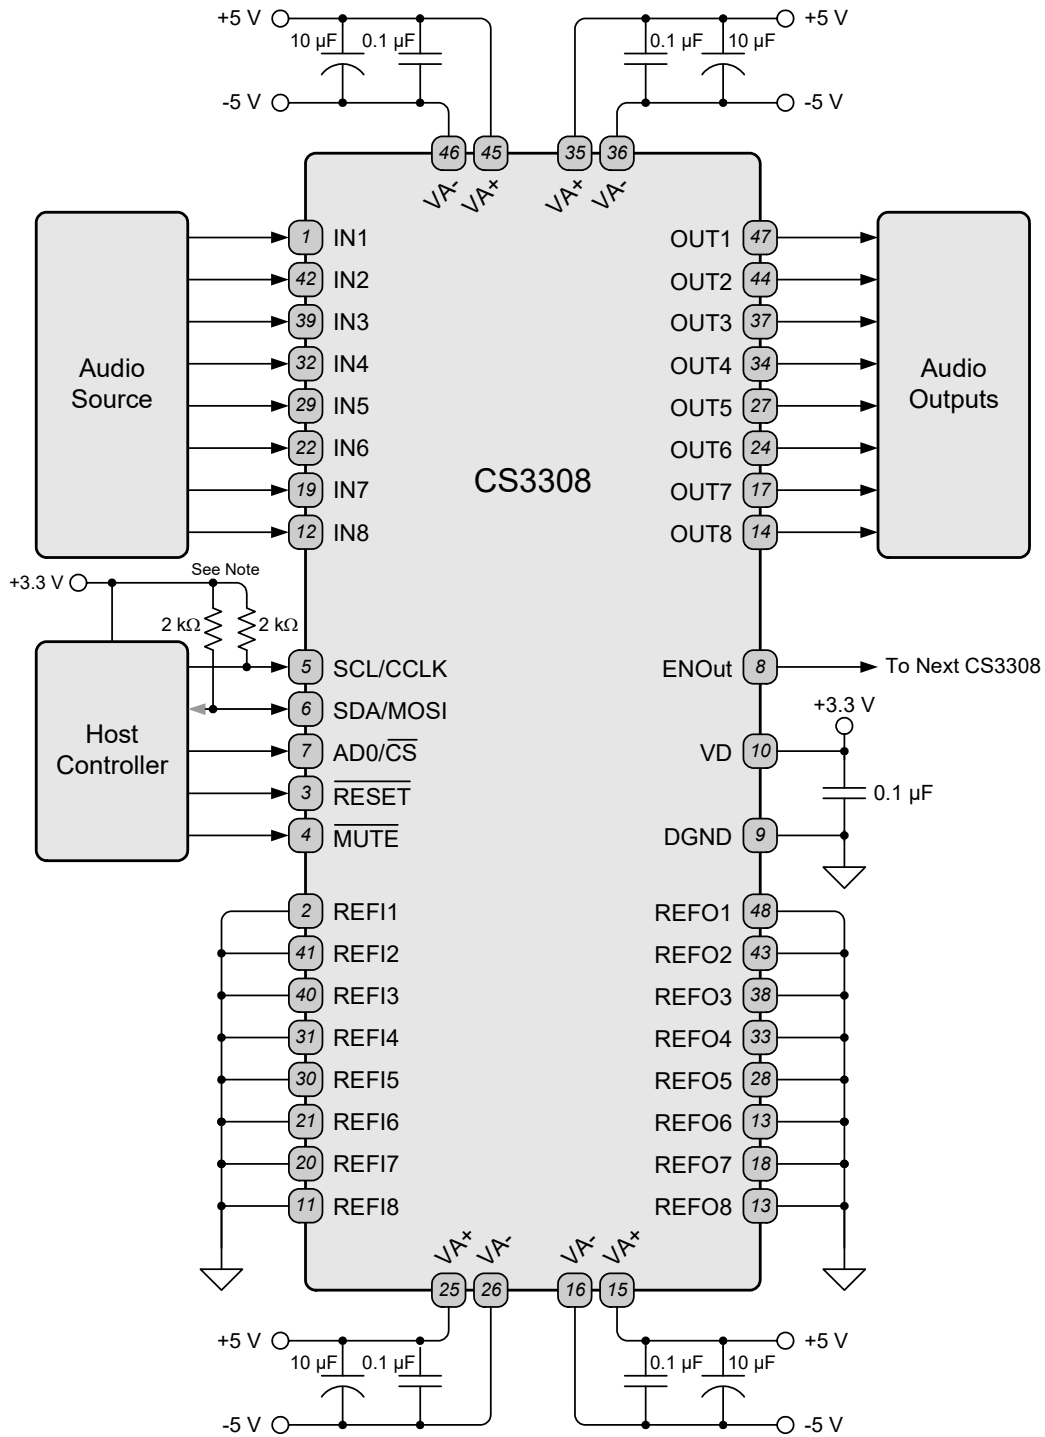 +5 V
10 µF
0.1 µF
-5 V
+5 V
0.1 µF
10 µF
-5 V
46
45
35
36
VA-
VA+
VA+
VA-
Audio
Source
1 IN1
42 IN2
39 IN3
32 IN4
29 IN5
22 IN6
19 IN7
12 IN8
CS3308
OUT1 47
OUT2 44
OUT3 37
OUT4 34
OUT5 27
OUT6 24
OUT7 17
OUT8 14
Audio
Outputs
+3.3 V
See Note
2 kΩ
2 kΩ
Host
Controller
5 SCL/CCLK
6 SDA/MOSI
7 AD0/CS
3 RESET
4 MUTE
ENOut 8
To Next CS3308
+3.3 V
VD 10
0.1 µF
DGND 9
2 REFI1
41 REFI2
40 REFI3
31 REFI4
30 REFI5
21 REFI6
20 REFI7
11 REFI8
REFO1 48
REFO2 43
REFO3 38
REFO4 33
REFO5 28
REFO6 13
REFO7 18
REFO8 13
VA+
VA-
VA-
VA+
25
26
16
15
+5 V
10 µF
0.1 µF
-5 V
+5 V
0.1 µF
10 µF
-5 V